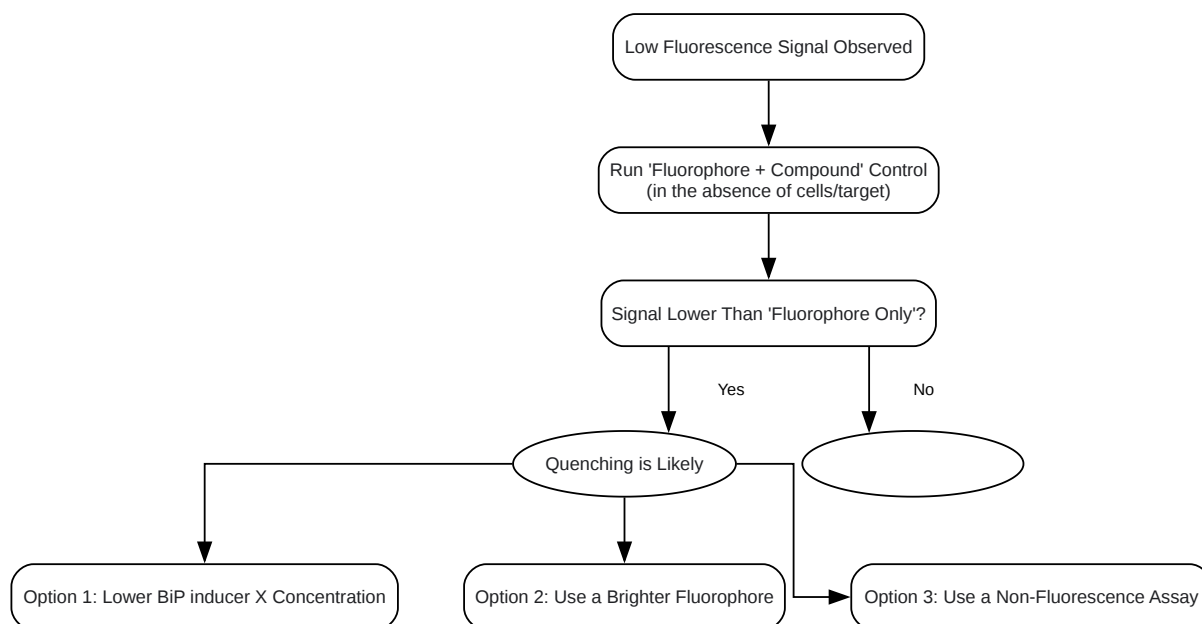 Low Fluorescence Signal Observed
Run 'Fluorophore + Compound' Control
(in the absence of cells/target)
Signal Lower Than 'Fluorophore Only'?
Yes
No
Quenching is Likely
Option 1: Lower BiP inducer X Concentration
Option 2: Use a Brighter Fluorophore
Option 3: Use a Non-Fluorescence Assay